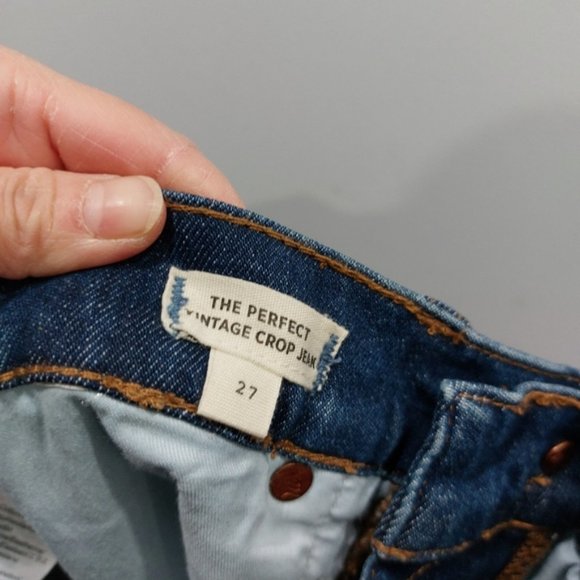 THE PERFECT
VINTAGE CROP JEAN
27